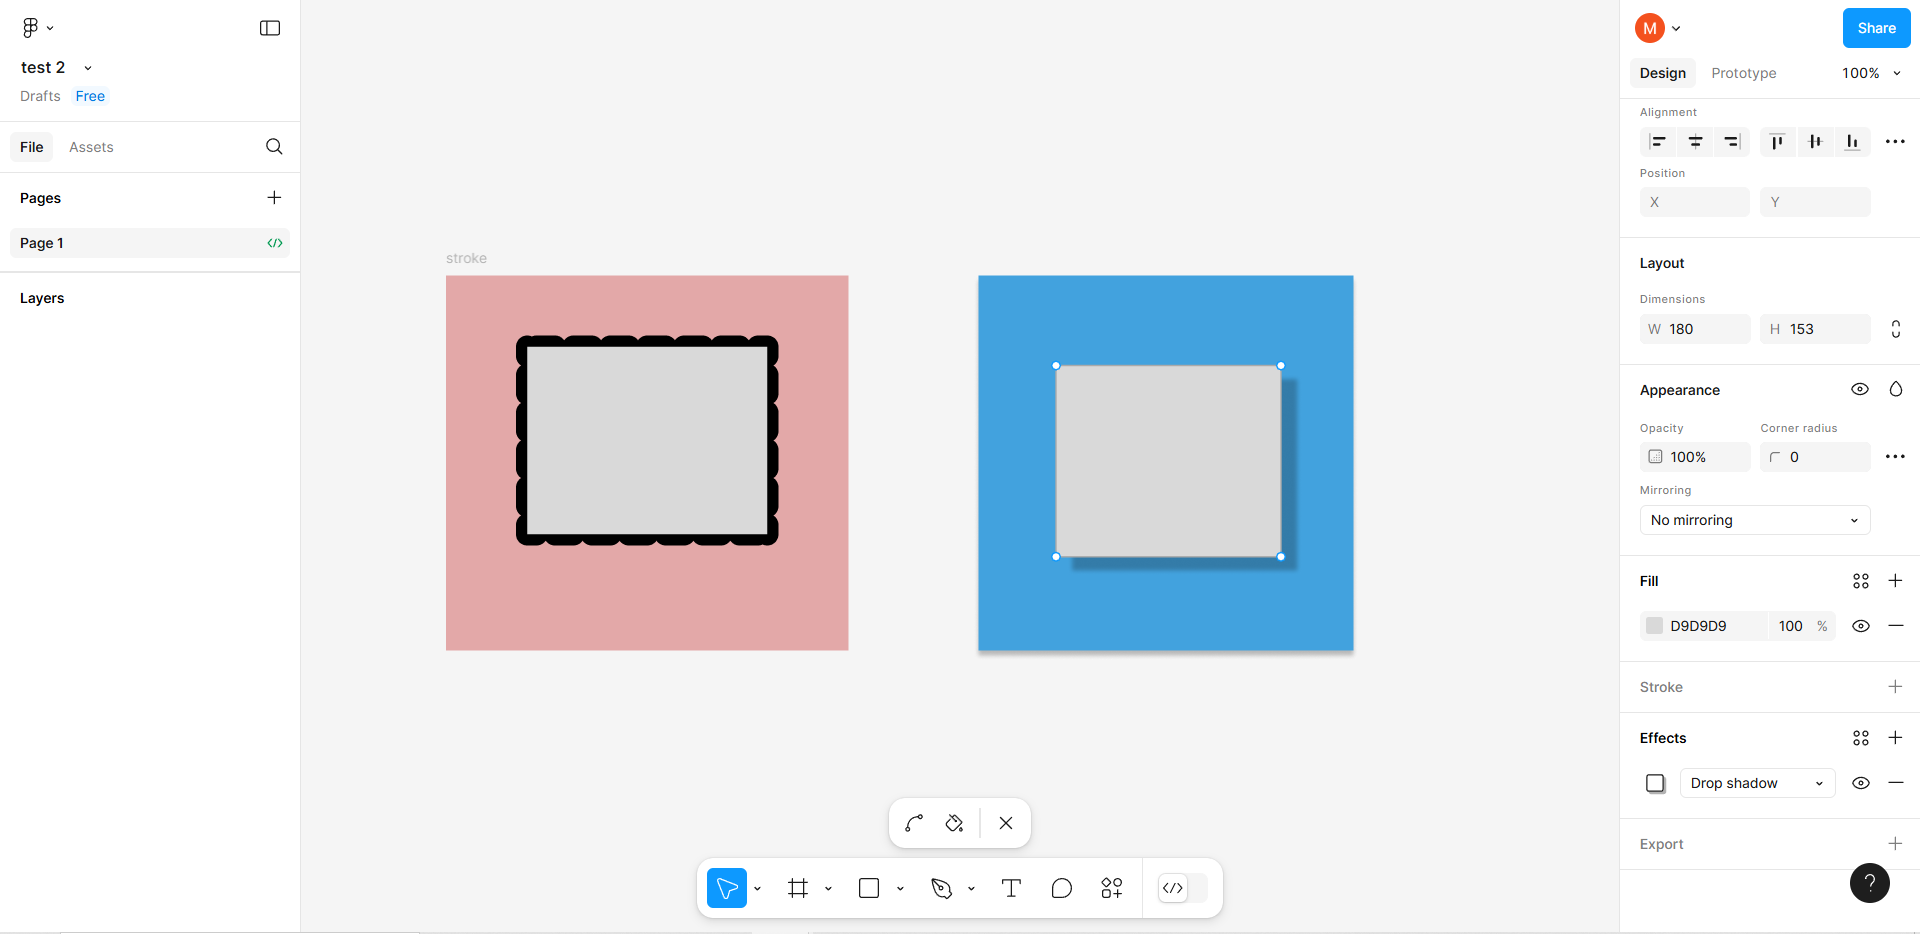 test 2
Drafts Free
File Assets
Pages
Page 1
Layers
stroke
M
Share
Design Prototype 100%
Alignment
Position
X Y
Layout
Dimensions
W 180 H 153
Appearance
Opacity Corner radius
100% 0
Mirroring
No mirroring
Fill
D9D9D9 100 %
Stroke
Effects
Drop shadow
Export
?